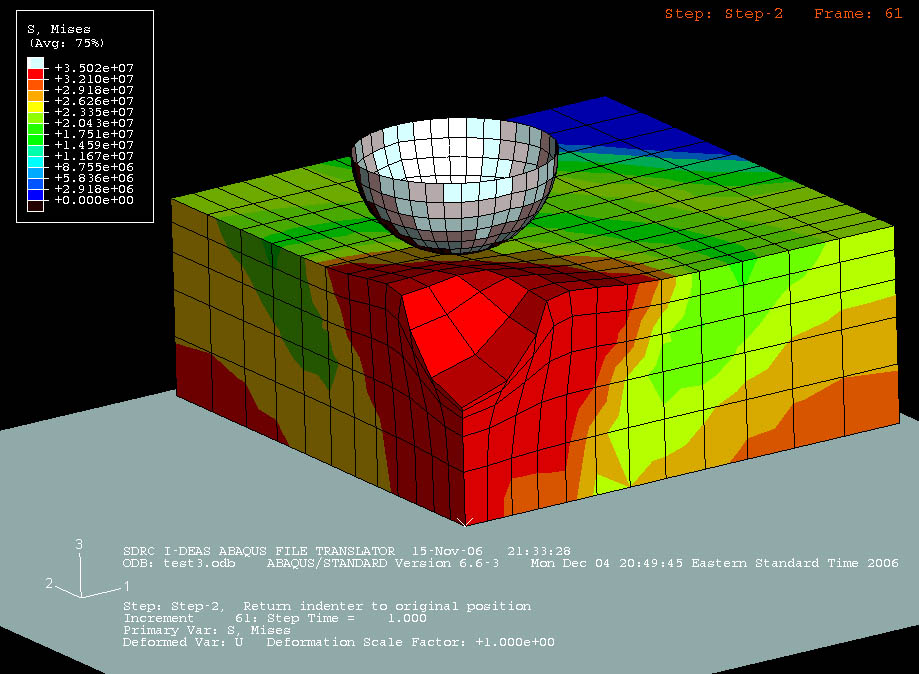 Step: Step-2   Frame: 61
S, Mises
(Avg: 75%)
+3.502e+07
+3.210e+07
+2.918e+07
+2.626e+07
+2.335e+07
+2.043e+07
+1.751e+07
+1.459e+07
+1.167e+07
+8.755e+06
+5.836e+06
+2.918e+06
+0.000e+00
3
2
1
SDRC I-DEAS ABAQUS FILE TRANSLATOR  15-Nov-06   21:33:28
ODB: test3.odb    ABAQUS/STANDARD Version 6.6-3    Mon Dec 04 20:49:45 Eastern Standard Time 2006
Step: Step-2,  Return indenter to original position
Increment     61: Step Time =    1.000
Primary Var: S, Mises
Deformed Var: U   Deformation Scale Factor: +1.000e+00